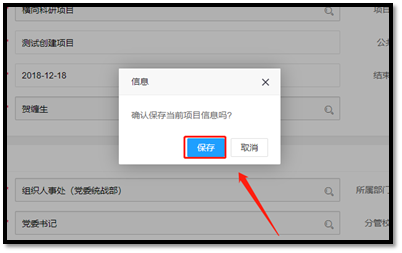 横向科研项目
项目
测试创建项目
公开
2018-12-18
结束
信息
贺雄生
确认保存当前项目信息吗?
保存
取消
组织人事处（党委统战部）
所属部门
党委书记
分管校